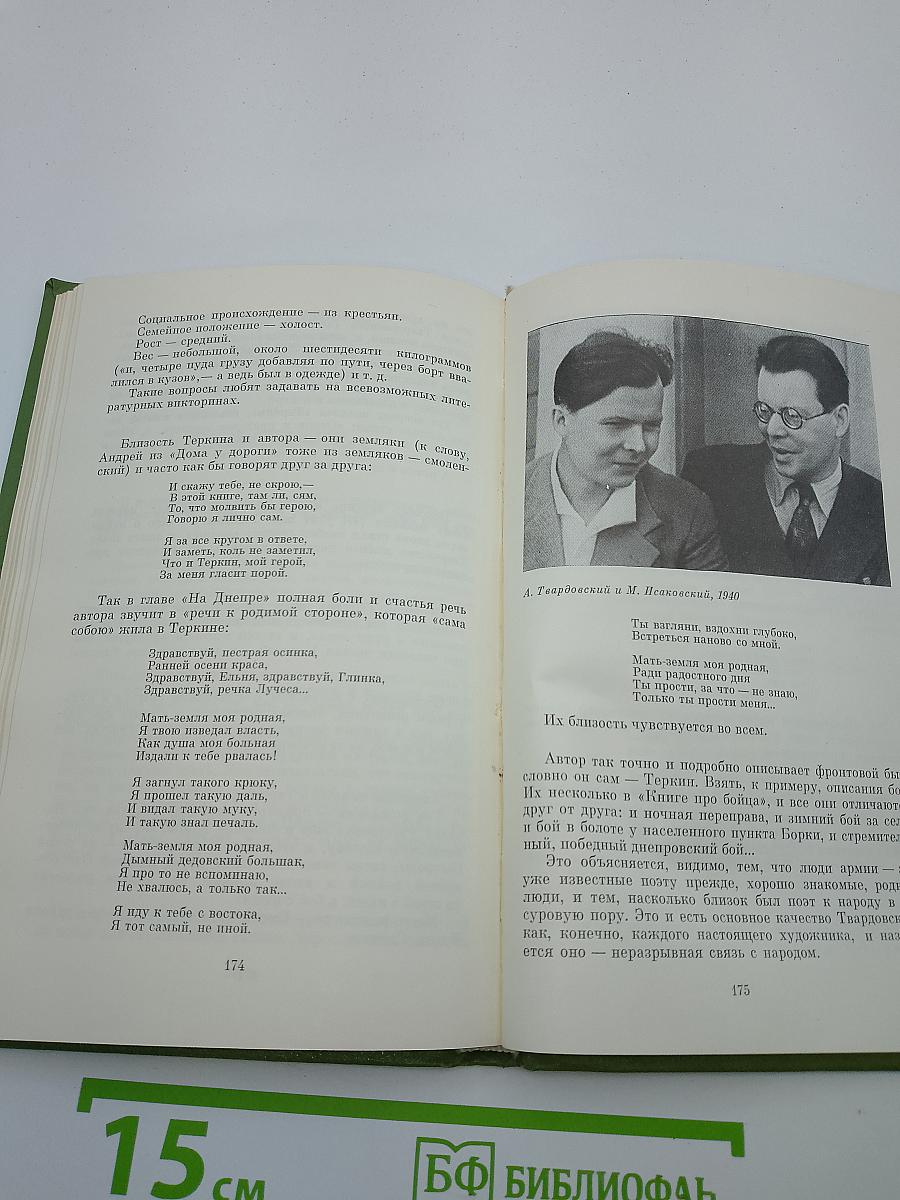 Социальное происхождение — из крестьян.
Семейное положение — холост.
Рост — средний.
Вес — небольшой, около шестидесяти килограммов
(«и, четыре пуда грузу добавляя по пути, через борт вва-
лился в кузов»,— а ведь был в одежде) и т. д.
Такие вопросы любят задавать на всевозможных лите-
ратурных викторинах.
Близость Теркина и автора — они земляки (к слову,
Андрей из «Дома у дороги» тоже из земляков — смолен-
ский) и часто как бы говорят друг за друга:
И скажу тебе, не скрою,—
В этой книге, там ли, сям,
То, что молвить бы герою,
Говорю я лично сам.
Я за все кругом в ответе,
И заметь, коль не заметил,
Что и Теркин, мой герой,
За меня гласит порой.
Так в главе «На Днепре» полная боли и счастья речь
автора звучит в «речи к родимой стороне», которая «сама
собою» жила в Теркине:
Здравствуй, пестрая осинка,
Ранней осени краса,
Здравствуй, Ельня, здравствуй, Глинка,
Здравствуй, речка Лучеса...
Мать-земля моя родная,
Я твою изведал власть,
Как душа моя больная
Издали к тебе рвалась!
Я загнул такого крюку,
Я прошел такую даль,
И видал такую муку,
И такую знал печаль.
Мать-земля моя родная,
Дымный дедовский большак,
Я про то не вспоминаю,
Не хвалюсь, а только так...
Я иду к тебе с востока,
Я тот самый, не иной.
174
А. Твардовский и М. Исаковский, 1940
Ты взгляни, вздохни глубоко,
Встреться наново со мной.
Мать-земля моя родная,
Ради радостного дня
Ты прости, за что — не знаю,
Только ты прости меня...
Их близость чувствуется во всем.
Автор так точно и подробно описывает фронтовой бы
словно он сам — Теркин. Взять, к примеру, описания бо
Их несколько в «Книге про бойца», и все они отличаютс
друг от друга: и ночная переправа, и зимний бой за сел
и бой в болоте у населенного пункта Борки, и стремител
ный, победный днепровский бой...
Это объясняется, видимо, тем, что люди армии —
уже известные поэту прежде, хорошо знакомые, родн
люди, и тем, насколько близок был поэт к народу в
суровую пору. Это и есть основное качество Твардовск
как, конечно, каждого настоящего художника, и наз
ется оно — неразрывная связь с народом.
175
15 см
БФ БИБЛИОФАЬ